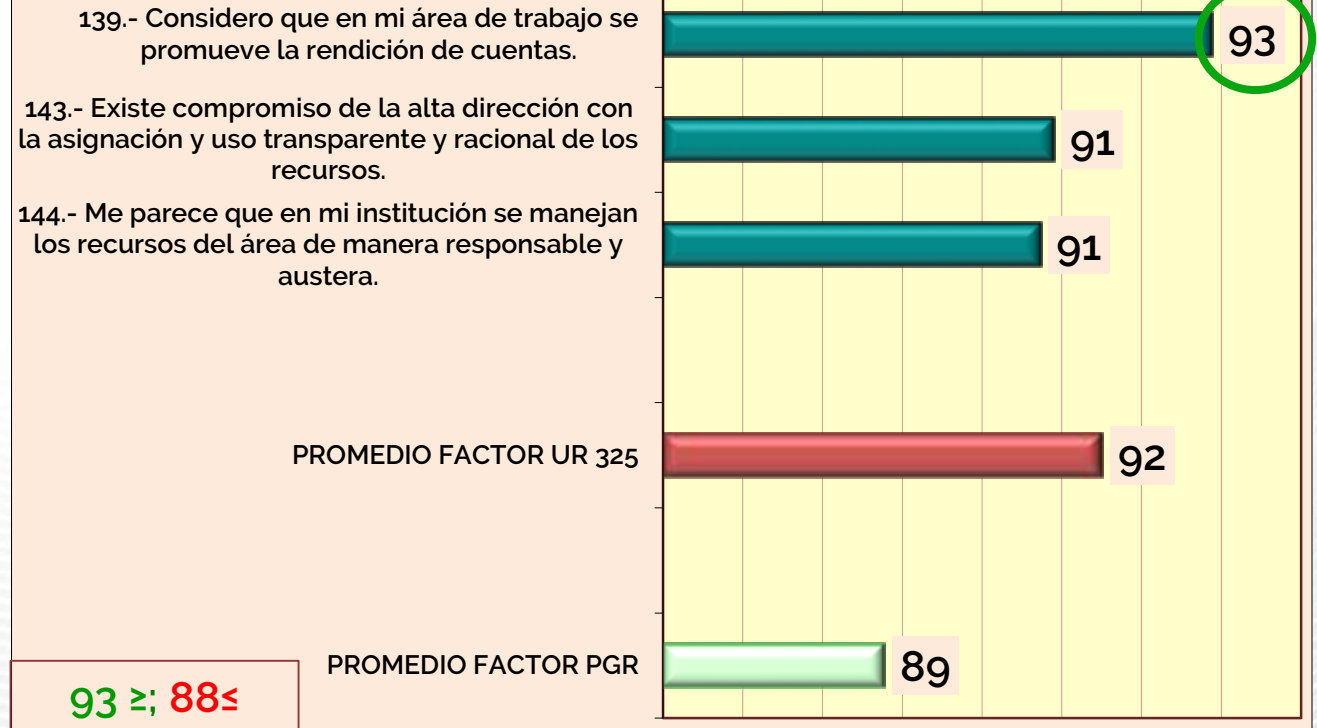 139.- Considero que en mi área de trabajo se
promueve la rendición de cuentas.
93
143.- Existe compromiso de la alta dirección con
la asignación y uso transparente y racional de los
recursos.
91
144.- Me parece que en mi institución se manejan
los recursos del área de manera responsable y
austera.
91
PROMEDIO FACTOR UR 325
92
PROMEDIO FACTOR PGR
89
93 ≥; 88≤